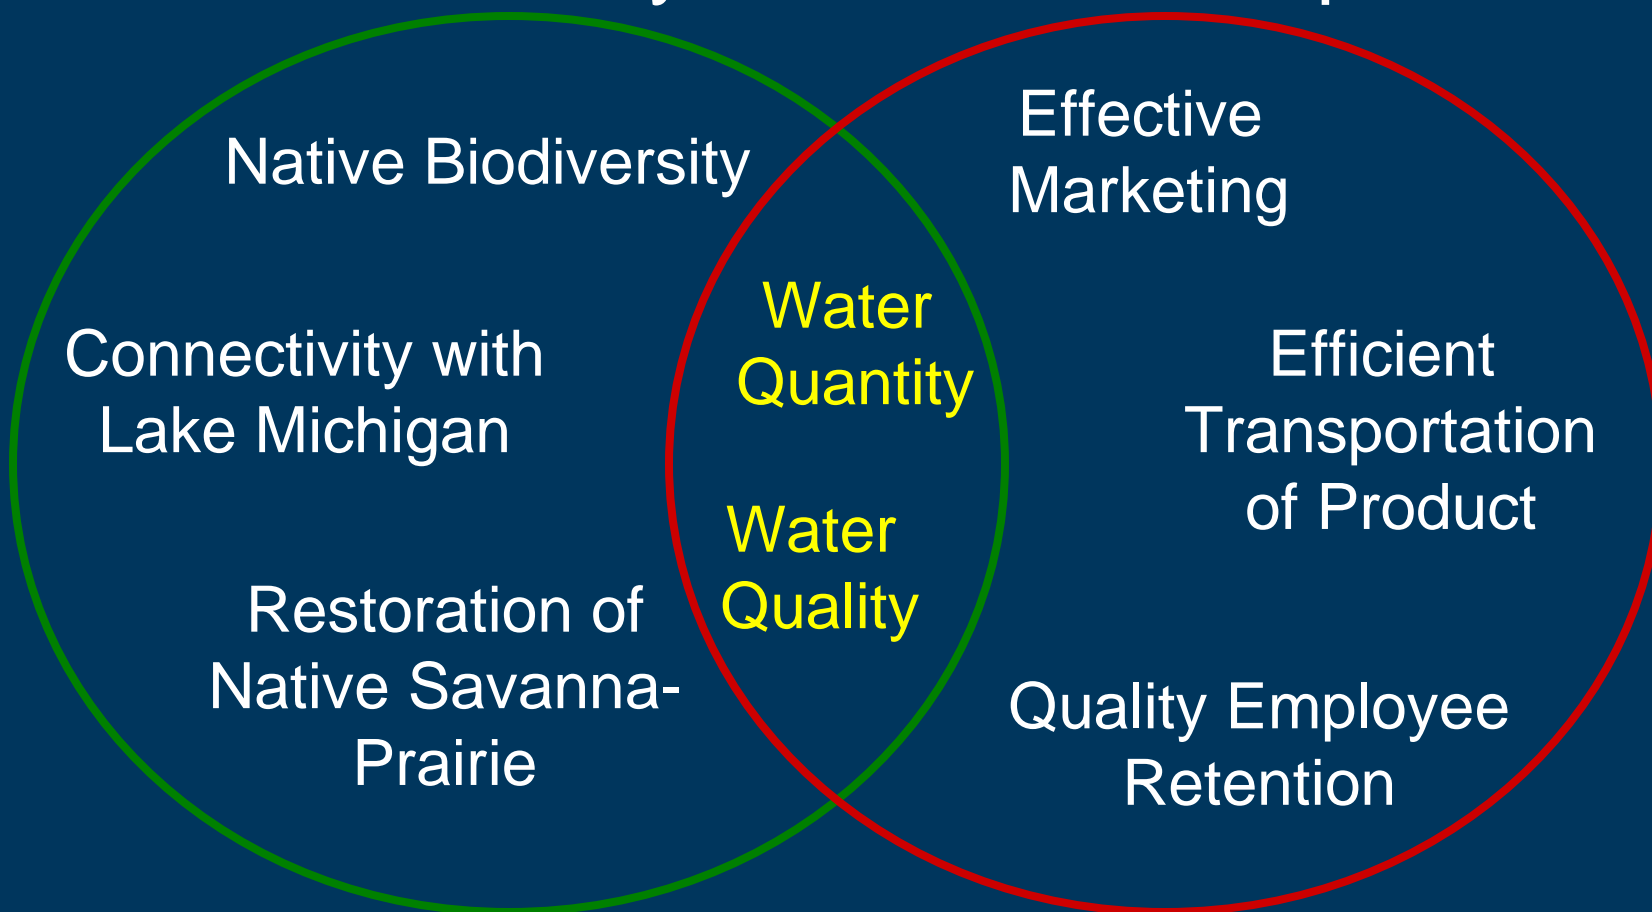 Native Biodiversity
Connectivity with
Lake Michigan
Restoration of
Native Savanna-
Prairie
Water
Quantity
Water
Quality
Effective
Marketing
Efficient
Transportation
of Product
Quality Employee
Retention